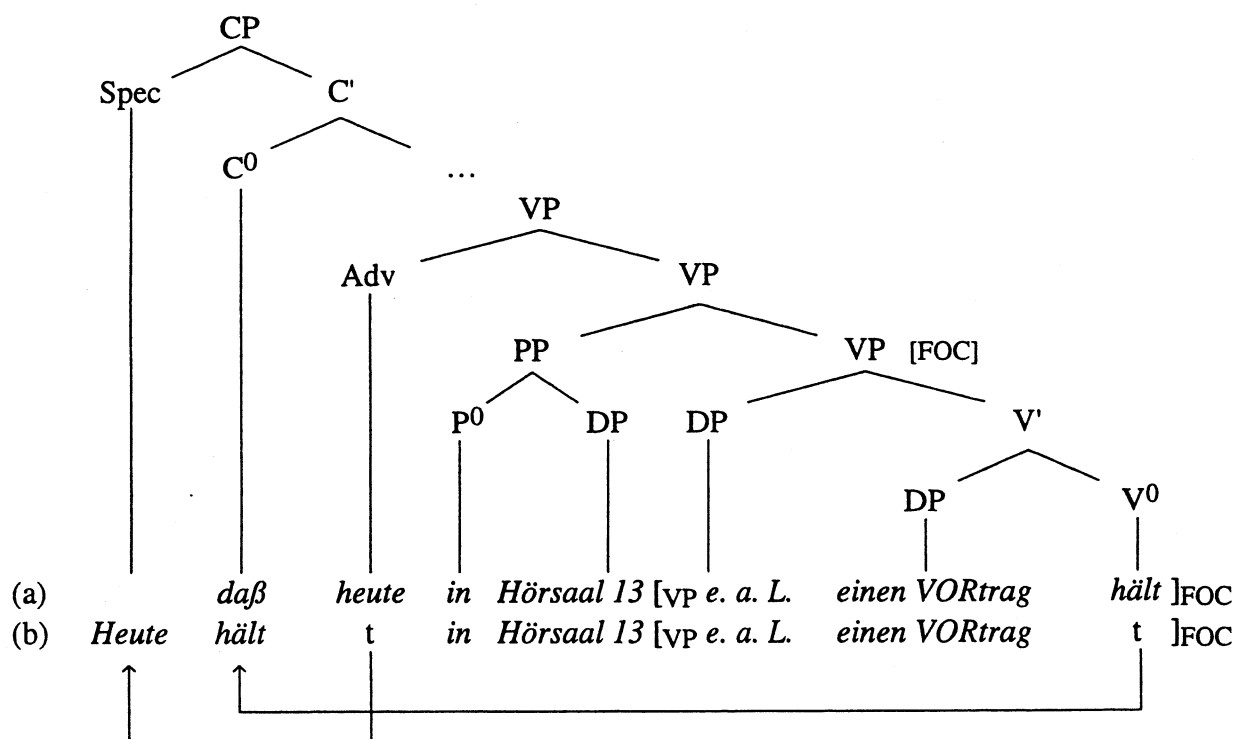 CP
Spec C'
C⁰ ...
VP
Adv VP
PP VP [FOC]
P⁰ DP DP V'
DP V⁰
(a) daß heute in Hörsaal 13 [VP e. a. L. einen VORtrag hält ]FOC
(b) Heute hält t in Hörsaal 13 [VP e. a. L. einen VORtrag t ]FOC